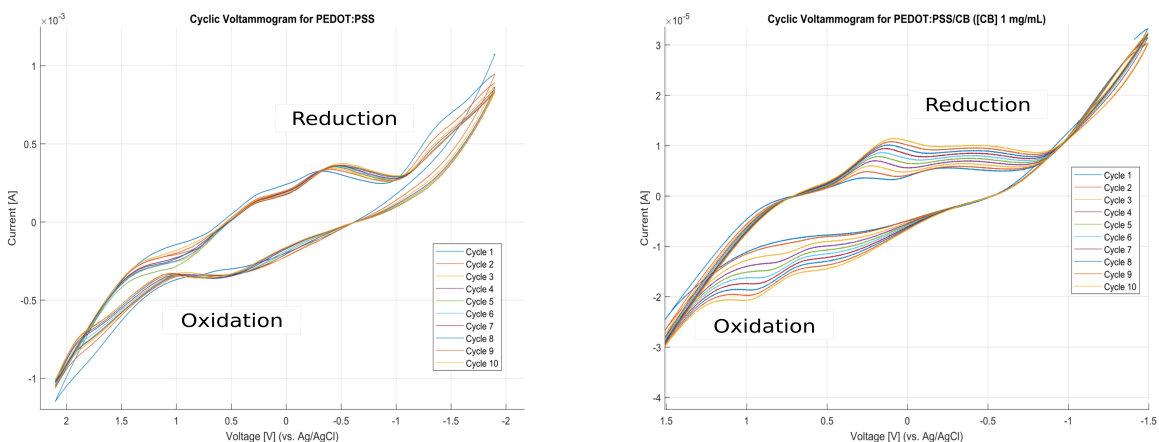 Cyclic Voltammogram for PEDOT:PSS
×10⁻³
1
0.5
0
-0.5
-1
Current [A]
Reduction
Oxidation
Cycle 1
Cycle 2
Cycle 3
Cycle 4
Cycle 5
Cycle 6
Cycle 7
Cycle 8
Cycle 9
Cycle 10
2 1.5 1 0.5 0 -0.5 -1 -1.5 -2
Voltage [V] (vs. Ag/AgCl)
Cyclic Voltammogram for PEDOT:PSS/CB ([CB] 1 mg/mL)
×10⁻⁵
3
2
1
0
-1
-2
-3
-4
Current [A]
Reduction
Oxidation
Cycle 1
Cycle 2
Cycle 3
Cycle 4
Cycle 5
Cycle 6
Cycle 7
Cycle 8
Cycle 9
Cycle 10
1.5 1 0.5 0 -0.5 -1 -1.5
Voltage [V] (vs. Ag/AgCl)